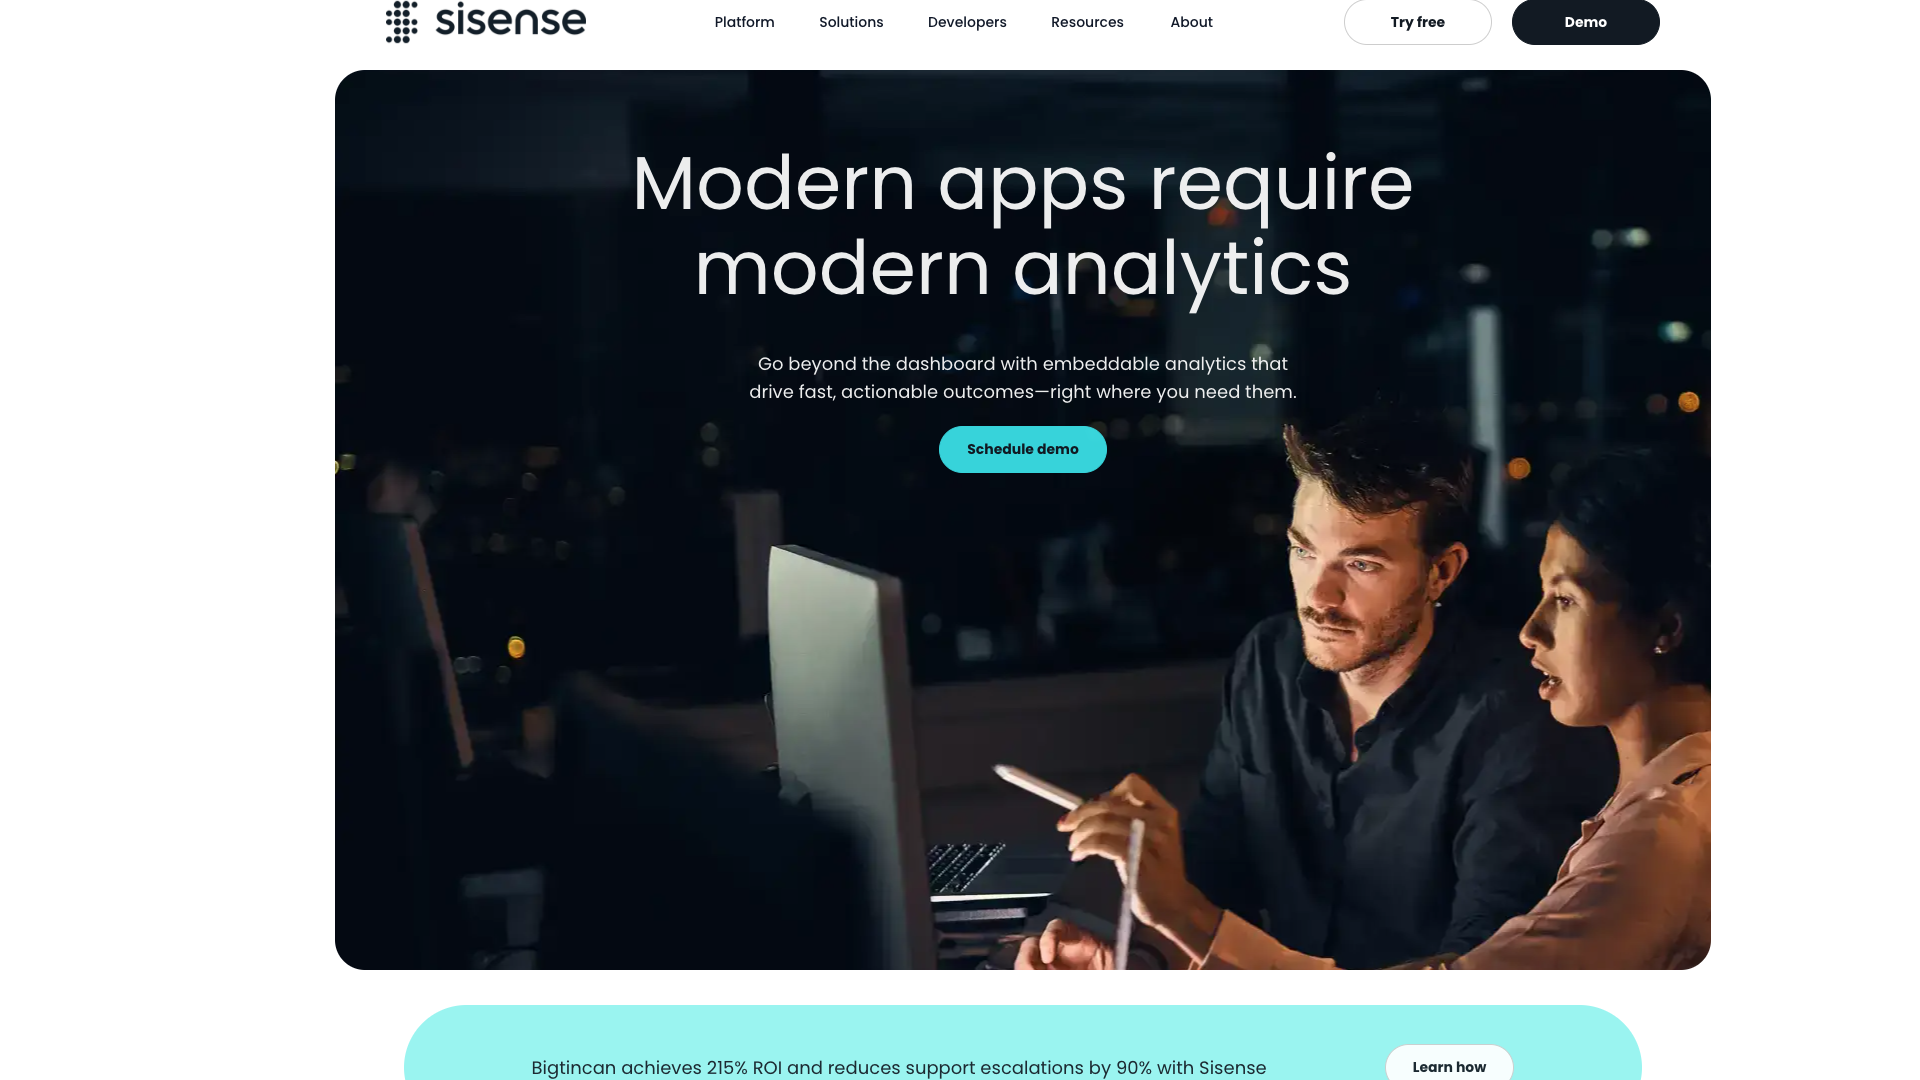 sisense
Platform
Solutions
Developers
Resources
About
Try free
Demo
Modern apps require
modern analytics
Go beyond the dashboard with embeddable analytics that
drive fast, actionable outcomes—right where you need them.
Schedule demo
Bigtincan achieves 215% ROI and reduces support escalations by 90% with Sisense
Learn how